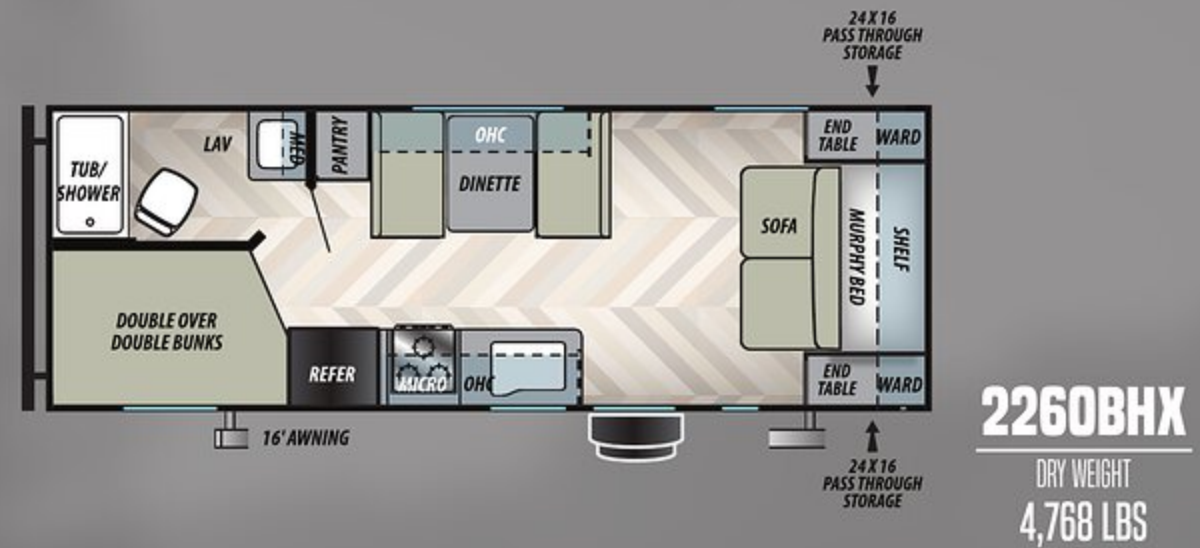 24 X 16
PASS THROUGH
STORAGE
TUB/
SHOWER
LAV
MED
PANTRY
OHC
DINETTE
END
TABLE
WARD
SOFA
MURPHY BED
SHELF
DOUBLE OVER
DOUBLE BUNKS
REFER
MICRO
OHC
END
TABLE
WARD
16' AWNING
24 X 16
PASS THROUGH
STORAGE
2260BHX
DRY WEIGHT
4,768 LBS